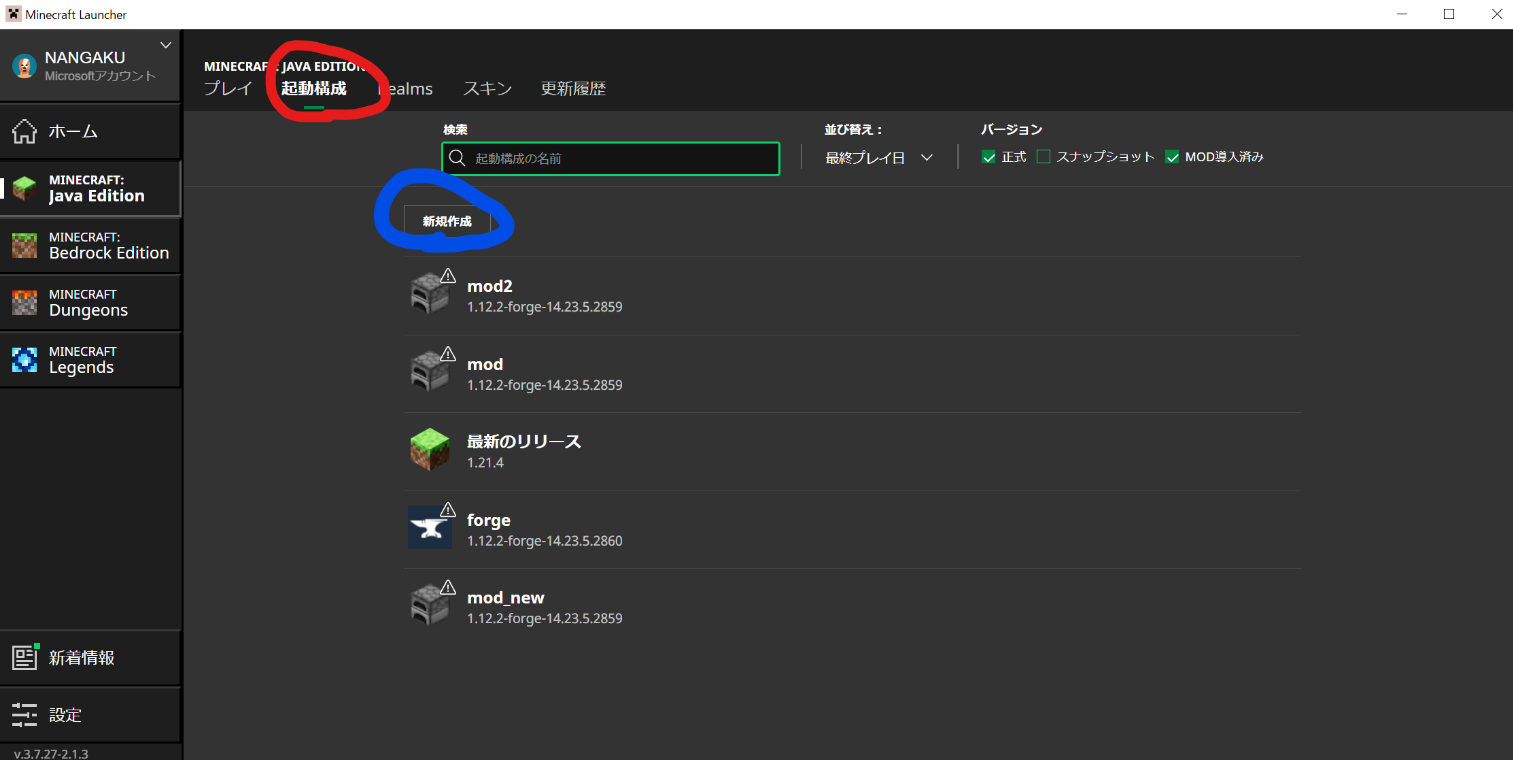 Minecraft Launcher
NANGAKU
Microsoftアカウント
ホーム
MINECRAFT:
Java Edition
MINECRAFT:
Bedrock Edition
MINECRAFT
Dungeons
MINECRAFT
Legends
新着情報
設定
v.3.7.27-2.1.3
MINECRAFT: JAVA EDITION
プレイ 起動構成 Realms スキン 更新履歴
検索
起動構成の名前
並び替え:
最終プレイ日
バージョン
正式 スナップショット MOD導入済み
新規作成
mod2
1.12.2-forge-14.23.5.2859
mod
1.12.2-forge-14.23.5.2859
最新のリリース
1.21.4
forge
1.12.2-forge-14.23.5.2860
mod_new
1.12.2-forge-14.23.5.2859